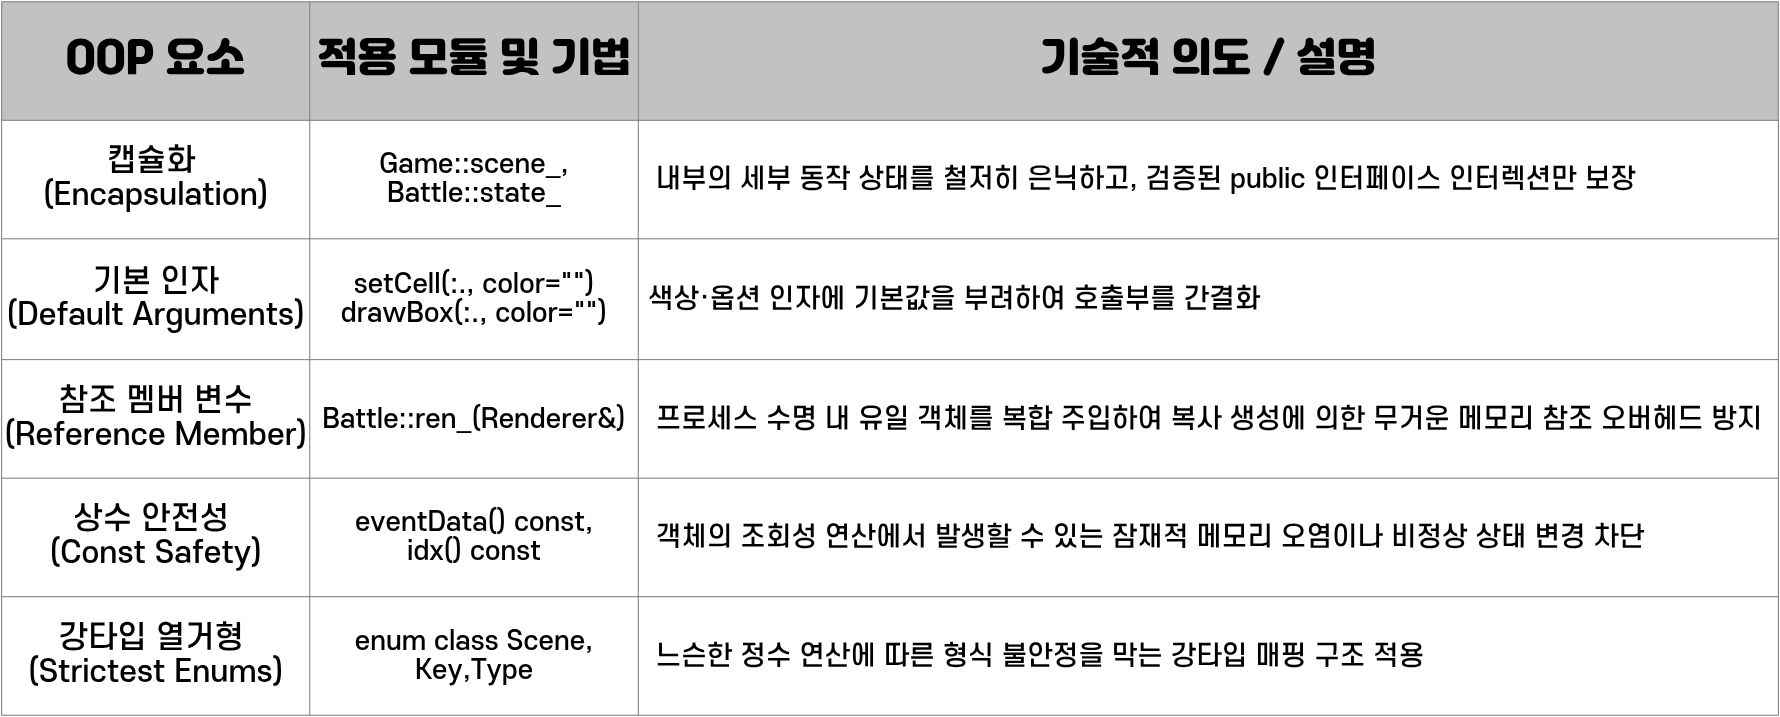 OOP 요소
적용 모듈 및 기법
기술적 의도 / 설명
캡슐화
(Encapsulation)
Game::scene_,
Battle::state_
내부의 세부 동작 상태를 철저히 은닉하고, 검증된 public 인터페이스 인터렉션만 보장
기본 인자
(Default Arguments)
setCell(:., color="")
drawBox(:., color="")
색상·옵션 인자에 기본값을 부려하여 호출부를 간결화
참조 멤버 변수
(Reference Member)
Battle::ren_(Renderer&)
프로세스 수명 내 유일 객체를 복합 주입하여 복사 생성에 의한 무거운 메모리 참조 오버헤드 방지
상수 안전성
(Const Safety)
eventData() const,
idx() const
객체의 조회성 연산에서 발생할 수 있는 잠재적 메모리 오염이나 비정상 상태 변경 차단
강타입 열거형
(Strictest Enums)
enum class Scene,
Key,Type
느슨한 정수 연산에 따른 형식 불안정을 막는 강타입 매핑 구조 적용